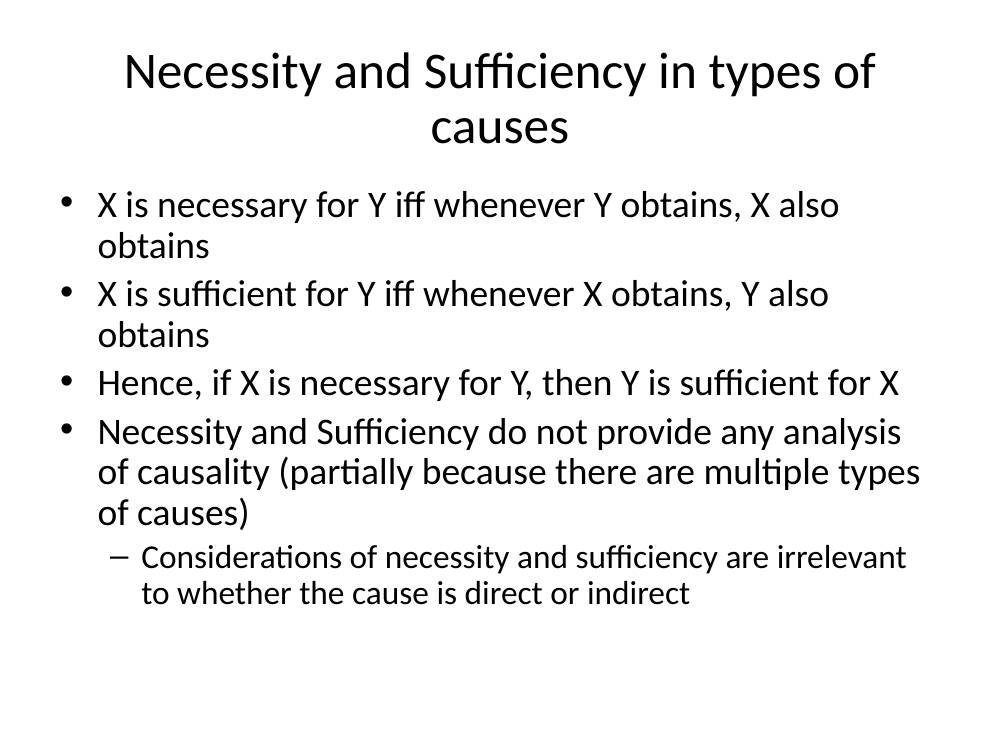 Necessity and Sufficiency in types of
causes
• X is necessary for Y iff whenever Y obtains, X also
obtains
• X is sufficient for Y iff whenever X obtains, Y also
obtains
• Hence, if X is necessary for Y, then Y is sufficient for X
• Necessity and Sufficiency do not provide any analysis
of causality (partially because there are multiple types
of causes)
– Considerations of necessity and sufficiency are irrelevant
to whether the cause is direct or indirect